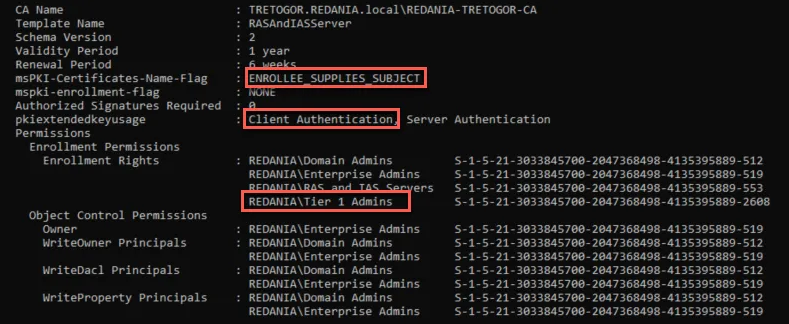 CA Name : TRETOGOR.REDANIA.local\REDANIA-TRETOGOR-CA
Template Name : RASAndIASServer
Schema Version : 2
Validity Period : 1 year
Renewal Period : 6 weeks
msPKI-Certificates-Name-Flag : ENROLLEE_SUPPLIES_SUBJECT
mspki-enrollment-flag : NONE
Authorized Signatures Required : 0
pkiextendedkeyusage : Client Authentication, Server Authentication
Permissions
Enrollment Permissions
Enrollment Rights : REDANIA\Domain Admins S-1-5-21-3033845700-2047368498-4135395889-512
REDANIA\Enterprise Admins S-1-5-21-3033845700-2047368498-4135395889-519
REDANIA\RAS and IAS Servers S-1-5-21-3033845700-2047368498-4135395889-553
REDANIA\Tier 1 Admins S-1-5-21-3033845700-2047368498-4135395889-2608
Object Control Permissions
Owner : REDANIA\Enterprise Admins S-1-5-21-3033845700-2047368498-4135395889-519
WriteOwner Principals : REDANIA\Domain Admins S-1-5-21-3033845700-2047368498-4135395889-512
REDANIA\Enterprise Admins S-1-5-21-3033845700-2047368498-4135395889-519
WriteDacl Principals : REDANIA\Domain Admins S-1-5-21-3033845700-2047368498-4135395889-512
REDANIA\Enterprise Admins S-1-5-21-3033845700-2047368498-4135395889-519
WriteProperty Principals : REDANIA\Domain Admins S-1-5-21-3033845700-2047368498-4135395889-512
REDANIA\Enterprise Admins S-1-5-21-3033845700-2047368498-4135395889-519